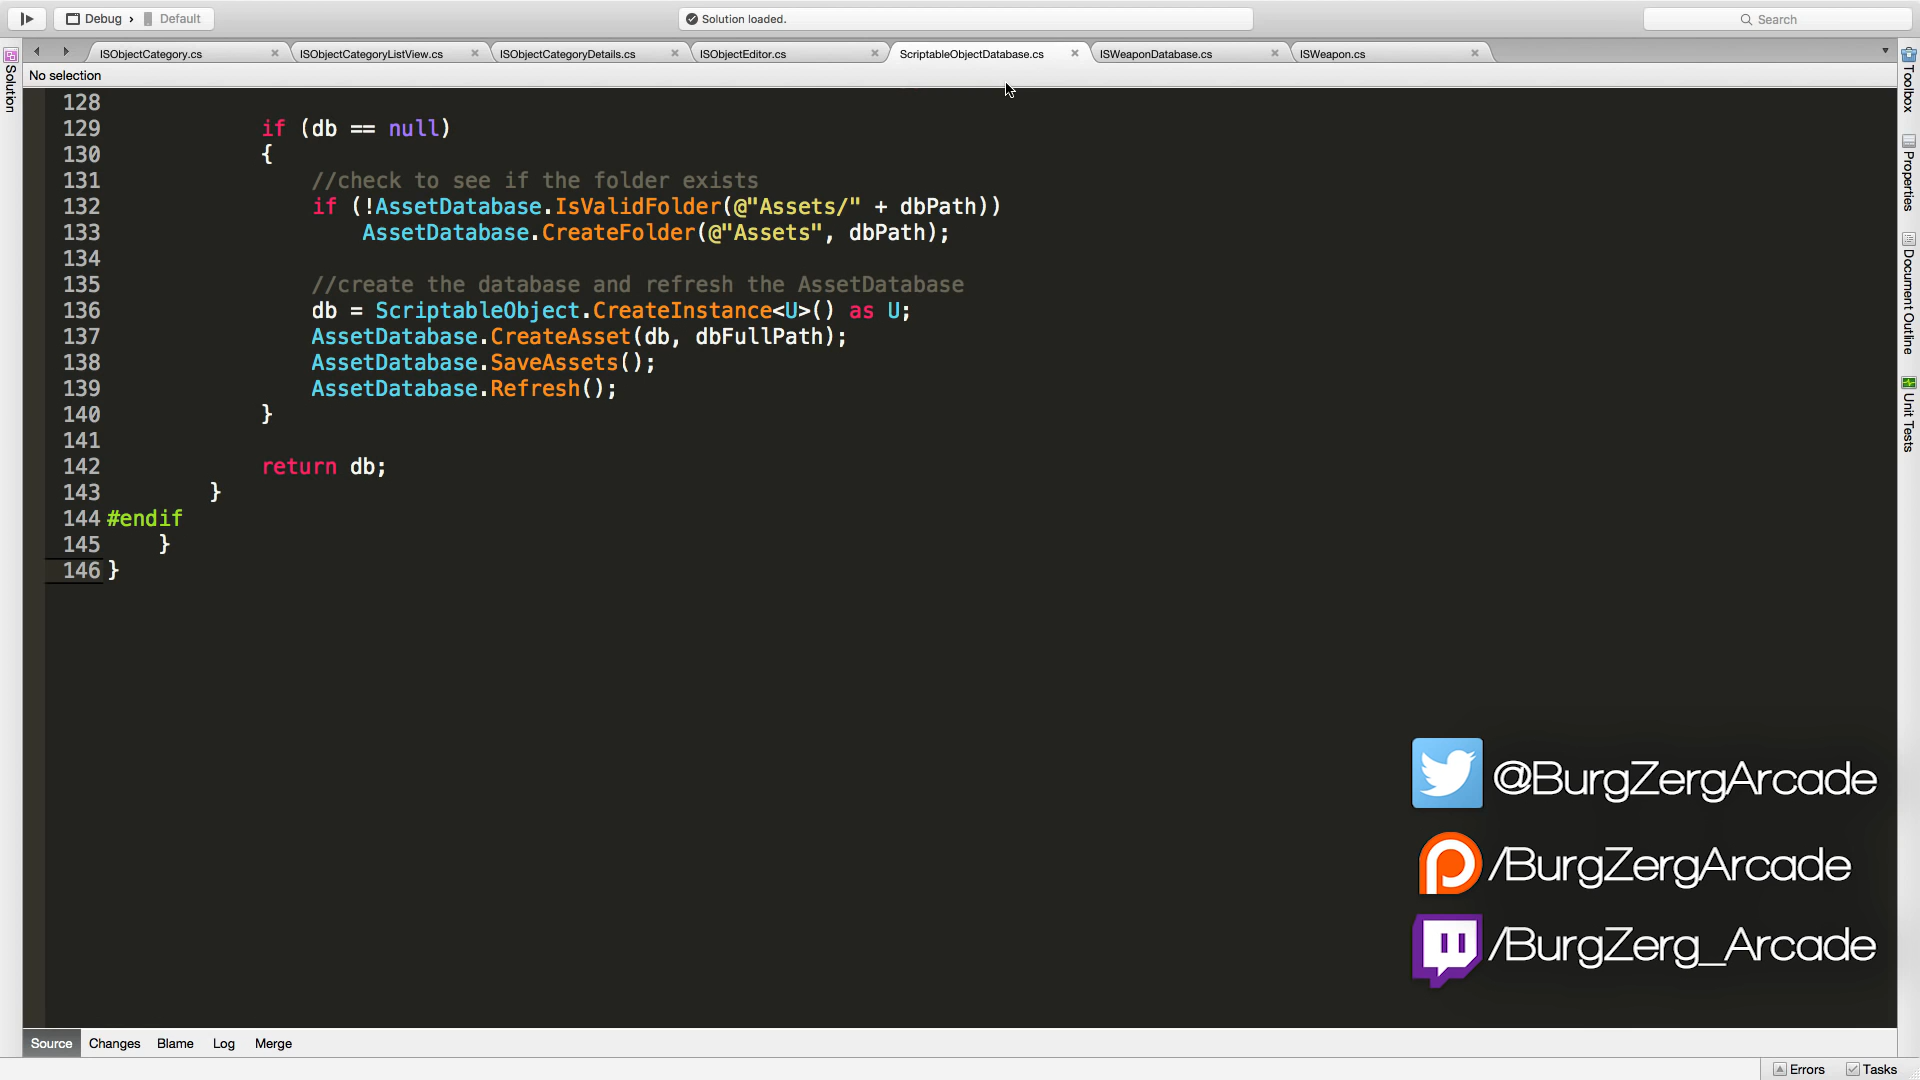 Debug › Default
Solution loaded.
Search
ISObjectCategory.cs
ISObjectCategoryListView.cs
ISObjectCategoryDetails.cs
ISObjectEditor.cs
ScriptableObjectDatabase.cs
ISWeaponDatabase.cs
ISWeapon.cs
No selection
Solution
Toolbox
Properties
Document Outline
Unit Tests
128
129 if (db == null)
130 {
131 //check to see if the folder exists
132 if (!AssetDatabase.IsValidFolder(@"Assets/" + dbPath))
133 AssetDatabase.CreateFolder(@"Assets", dbPath);
134
135 //create the database and refresh the AssetDatabase
136 db = ScriptableObject.CreateInstance<U>() as U;
137 AssetDatabase.CreateAsset(db, dbFullPath);
138 AssetDatabase.SaveAssets();
139 AssetDatabase.Refresh();
140 }
141
142 return db;
143 }
144 #endif
145 }
146 }
@BurgZergArcade
/BurgZergArcade
/BurgZerg_Arcade
Source Changes Blame Log Merge
Errors Tasks